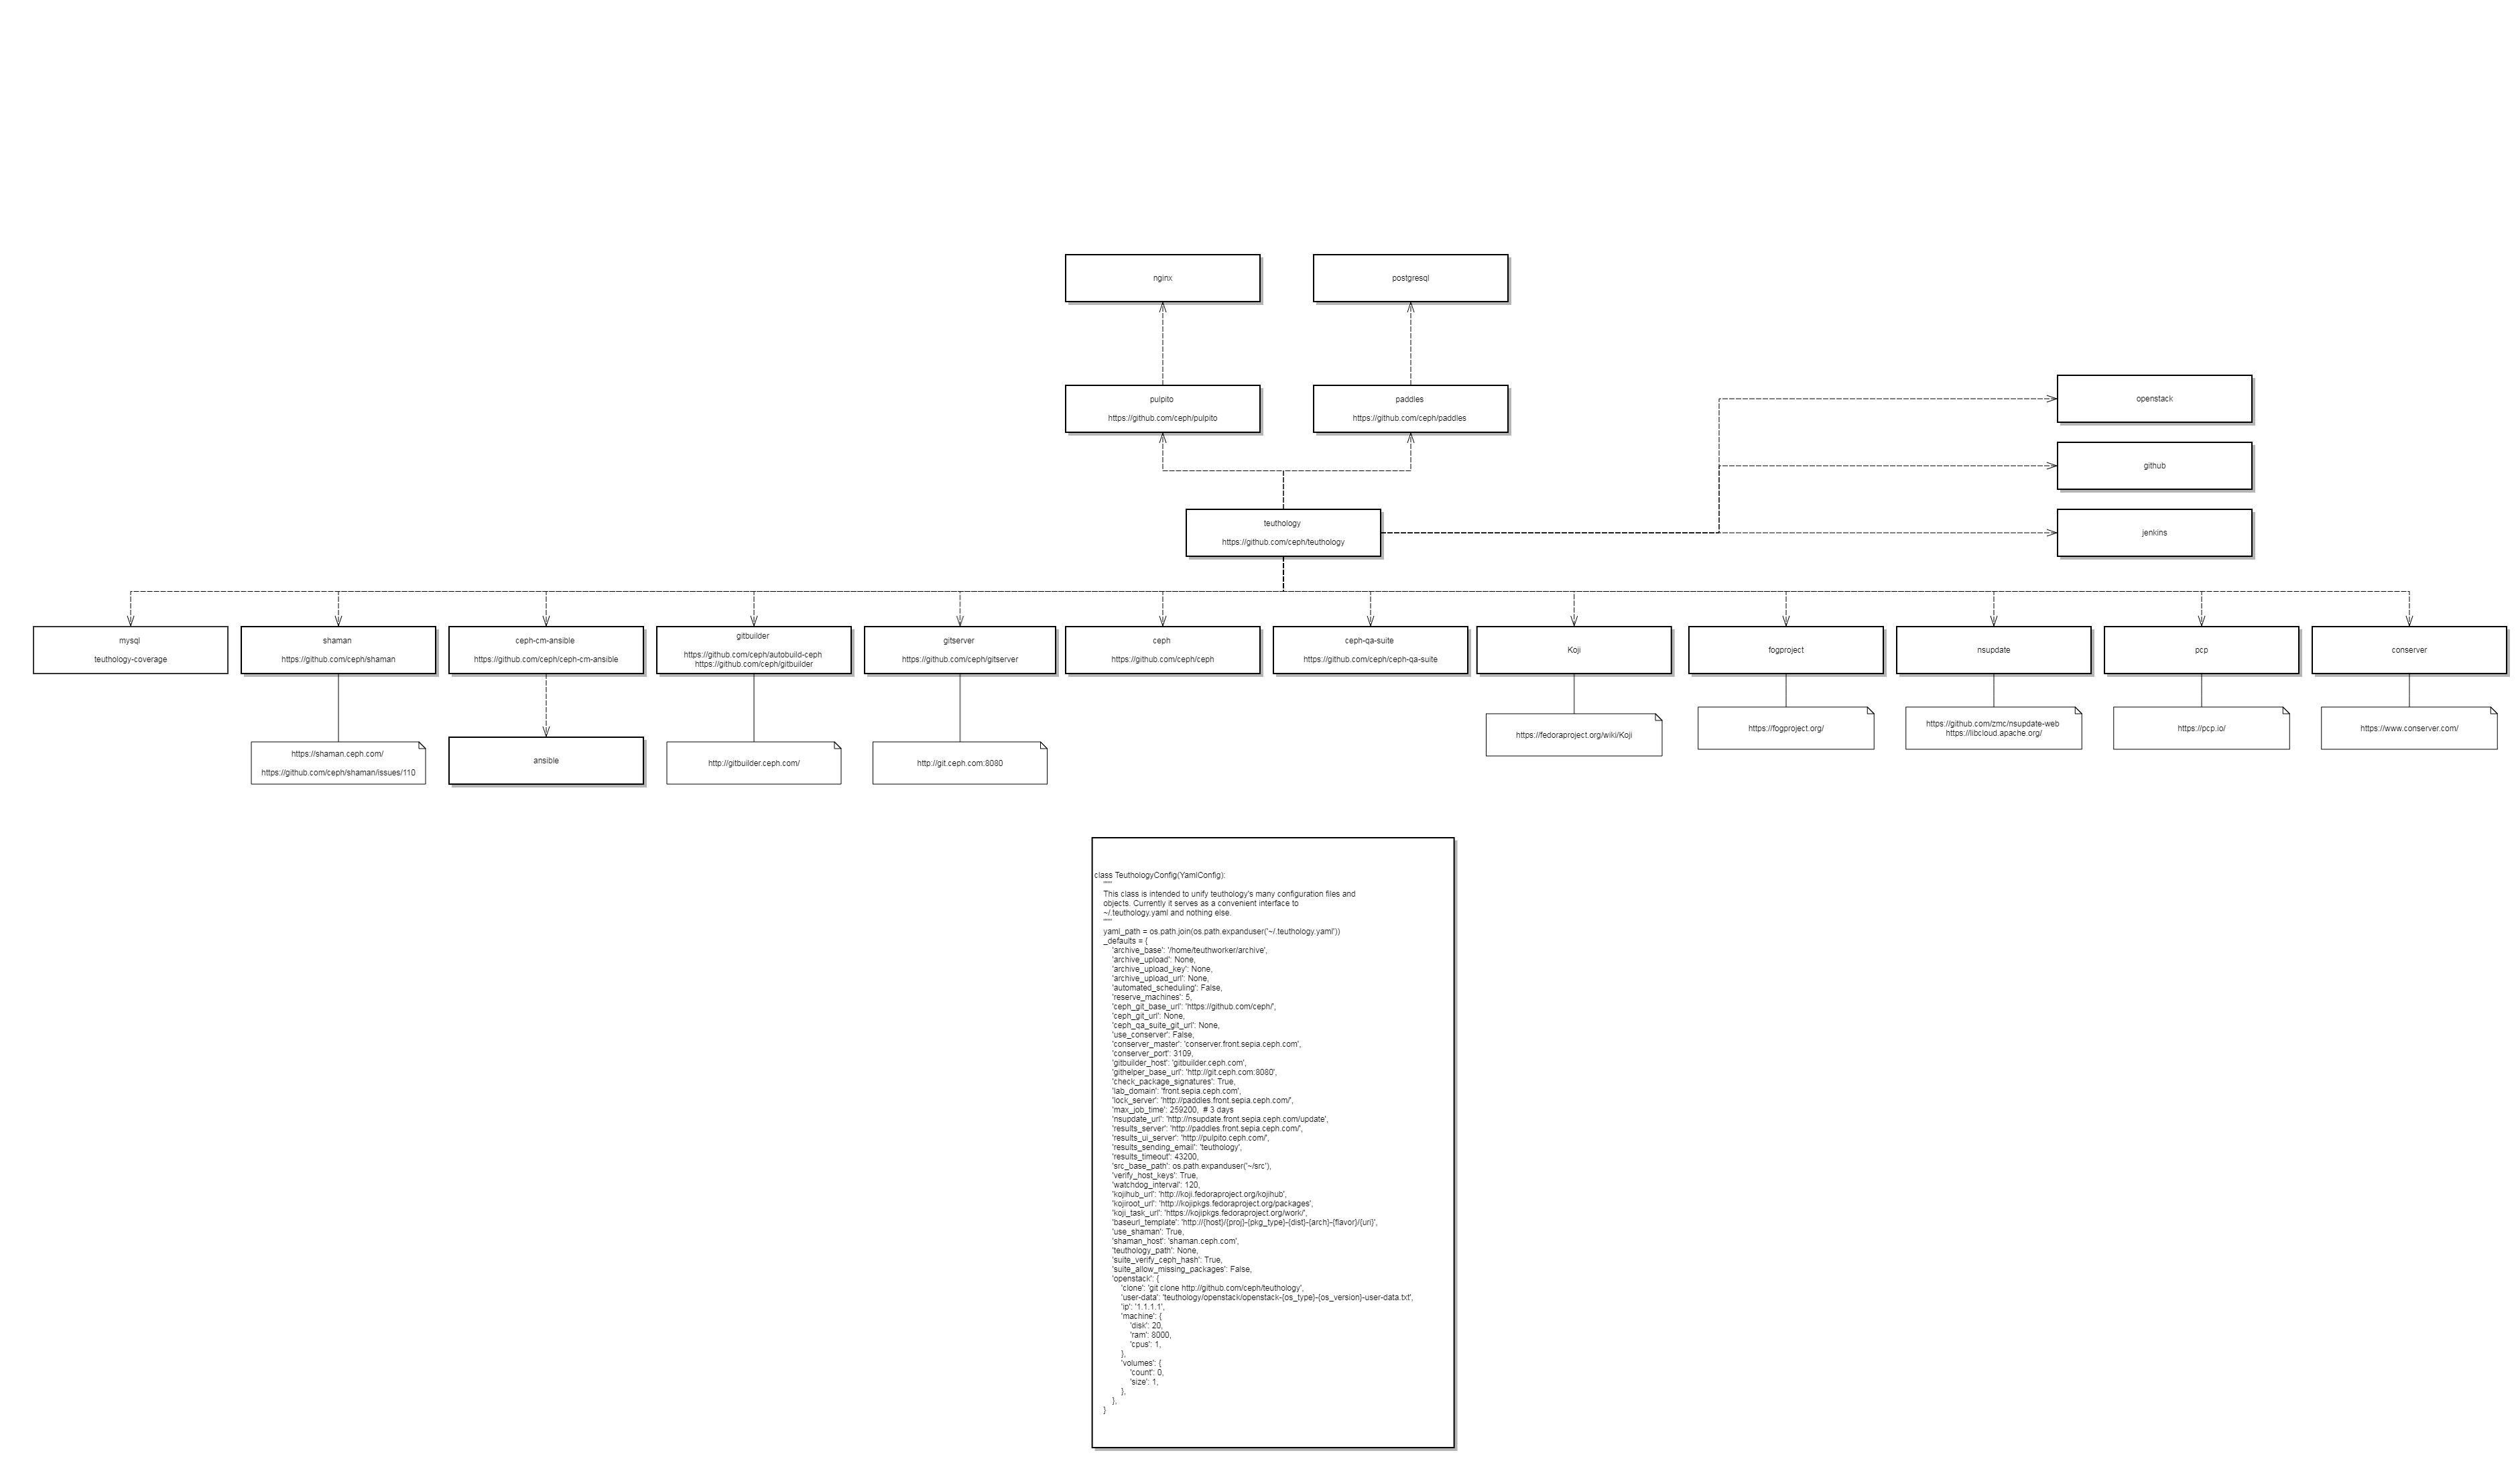 nginx
postgresql
pulpito
https://github.com/ceph/pulpito
paddles
https://github.com/ceph/paddles
openstack
github
teuthology
https://github.com/ceph/teuthology
jenkins
mysql
teuthology-coverage
shaman
https://github.com/ceph/shaman
ceph-cm-ansible
https://github.com/ceph/ceph-cm-ansible
gitbuilder
https://github.com/ceph/autobuild-ceph
https://github.com/ceph/gitbuilder
gitserver
https://github.com/ceph/gitserver
ceph
https://github.com/ceph/ceph
ceph-qa-suite
https://github.com/ceph/ceph-qa-suite
Koji
fogproject
nsupdate
pcp
conserver
https://shaman.ceph.com/
https://github.com/ceph/shaman/issues/110
ansible
http://gitbuilder.ceph.com/
http://git.ceph.com:8080
https://fedoraproject.org/wiki/Koji
https://fogproject.org/
https://github.com/zmc/nsupdate-web
https://libcloud.apache.org/
https://pcp.io/
https://www.conserver.com/
class TeuthologyConfig(YamlConfig):
"""
This class is intended to unify teuthology's many configuration files and
objects. Currently it serves as a convenient interface to
~/.teuthology.yaml and nothing else.
"""
yaml_path = os.path.join(os.path.expanduser('~/.teuthology.yaml'))
_defaults = {
'archive_base': '/home/teuthworker/archive',
'archive_upload': None,
'archive_upload_key': None,
'archive_upload_url': None,
'automated_scheduling': False,
'reserve_machines': 5,
'ceph_git_base_url': 'https://github.com/ceph/',
'ceph_git_url': None,
'ceph_qa_suite_git_url': None,
'use_conserver': False,
'conserver_master': 'conserver.front.sepia.ceph.com',
'conserver_port': 3109,
'gitbuilder_host': 'gitbuilder.ceph.com',
'githelper_base_url': 'http://git.ceph.com:8080',
'check_package_signatures': True,
'lab_domain': 'front.sepia.ceph.com',
'lock_server': 'http://paddles.front.sepia.ceph.com/',
'max_job_time': 259200,  # 3 days
'nsupdate_url': 'http://nsupdate.front.sepia.ceph.com/update',
'results_server': 'http://paddles.front.sepia.ceph.com/',
'results_ui_server': 'http://pulpito.ceph.com/',
'results_sending_email': 'teuthology',
'results_timeout': 43200,
'src_base_path': os.path.expanduser('~/src'),
'verify_host_keys': True,
'watchdog_interval': 120,
'kojihub_url': 'http://koji.fedoraproject.org/kojihub',
'kojiroot_url': 'http://kojipkgs.fedoraproject.org/packages',
'koji_task_url': 'https://kojipkgs.fedoraproject.org/work/',
'baseurl_template': 'http://{host}/{proj}-{pkg_type}-{dist}-{arch}-{flavor}/{uri}',
'use_shaman': True,
'shaman_host': 'shaman.ceph.com',
'teuthology_path': None,
'suite_verify_ceph_hash': True,
'suite_allow_missing_packages': False,
'openstack': {
'clone': 'git clone http://github.com/ceph/teuthology',
'user-data': 'teuthology/openstack/openstack-{os_type}-{os_version}-user-data.txt',
'ip': '1.1.1.1',
'machine': {
'disk': 20,
'ram': 8000,
'cpus': 1,
},
'volumes': {
'count': 0,
'size': 1,
},
},
}